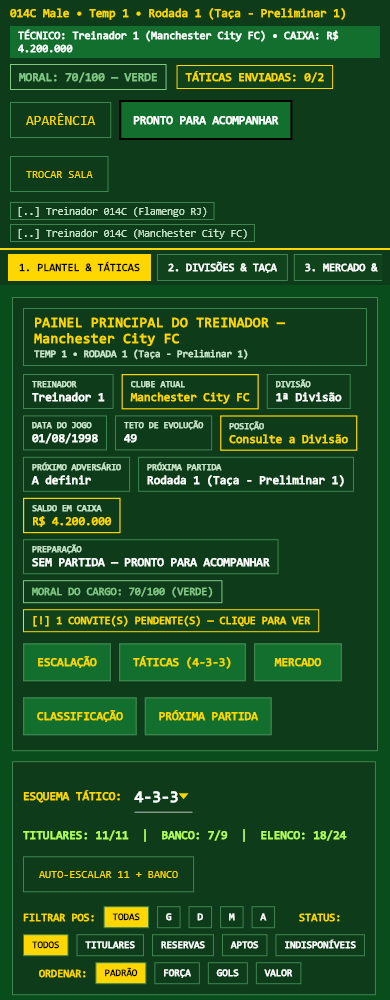 014C Male • Temp 1 • Rodada 1 (Taça - Preliminar 1)
TÉCNICO: Treinador 1 (Manchester City FC) • CAIXA: R$
4.200.000
MORAL: 70/100 — VERDE TÁTICAS ENVIADAS: 0/2
APARÊNCIA PRONTO PARA ACOMPANHAR
TROCAR SALA
[..] Treinador 014C (Flamengo RJ)
[..] Treinador 014C (Manchester City FC)
1. PLANTEL & TÁTICAS 2. DIVISÕES & TAÇA 3. MERCADO &
PAINEL PRINCIPAL DO TREINADOR —
Manchester City FC
TEMP 1 • RODADA 1 (Taça - Preliminar 1)
TREINADOR CLUBE ATUAL DIVISÃO
Treinador 1 Manchester City FC 1ª Divisão
DATA DO JOGO TETO DE EVOLUÇÃO POSIÇÃO
01/08/1998 49 Consulte a Divisão
PRÓXIMO ADVERSÁRIO PRÓXIMA PARTIDA
A definir Rodada 1 (Taça - Preliminar 1)
SALDO EM CAIXA
R$ 4.200.000
PREPARAÇÃO
SEM PARTIDA — PRONTO PARA ACOMPANHAR
MORAL DO CARGO: 70/100 (VERDE)
[!] 1 CONVITE(S) PENDENTE(S) — CLIQUE PARA VER
ESCALAÇÃO TÁTICAS (4-3-3) MERCADO
CLASSIFICAÇÃO PRÓXIMA PARTIDA
ESQUEMA TÁTICO: 4-3-3
TITULARES: 11/11 | BANCO: 7/9 | ELENCO: 18/24
AUTO-ESCALAR 11 + BANCO
FILTRAR POS: TODAS G D M A STATUS:
TODOS TITULARES RESERVAS APTOS INDISPONÍVEIS
ORDENAR: PADRÃO FORÇA GOLS VALOR